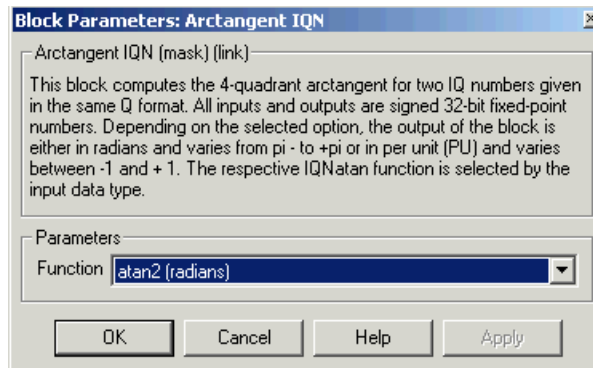 Block Parameters: Arctangent IQN
Arctangent IQN (mask) (link)
This block computes the 4-quadrant arctangent for two IQ numbers given
in the same Q format. All inputs and outputs are signed 32-bit fixed-point
numbers. Depending on the selected option, the output of the block is
either in radians and varies from pi - to +pi or in per unit (PU) and varies
between -1 and + 1. The respective IQNatan function is selected by the
input data type.
Parameters
Function atan2 (radians)
OK Cancel Help Apply